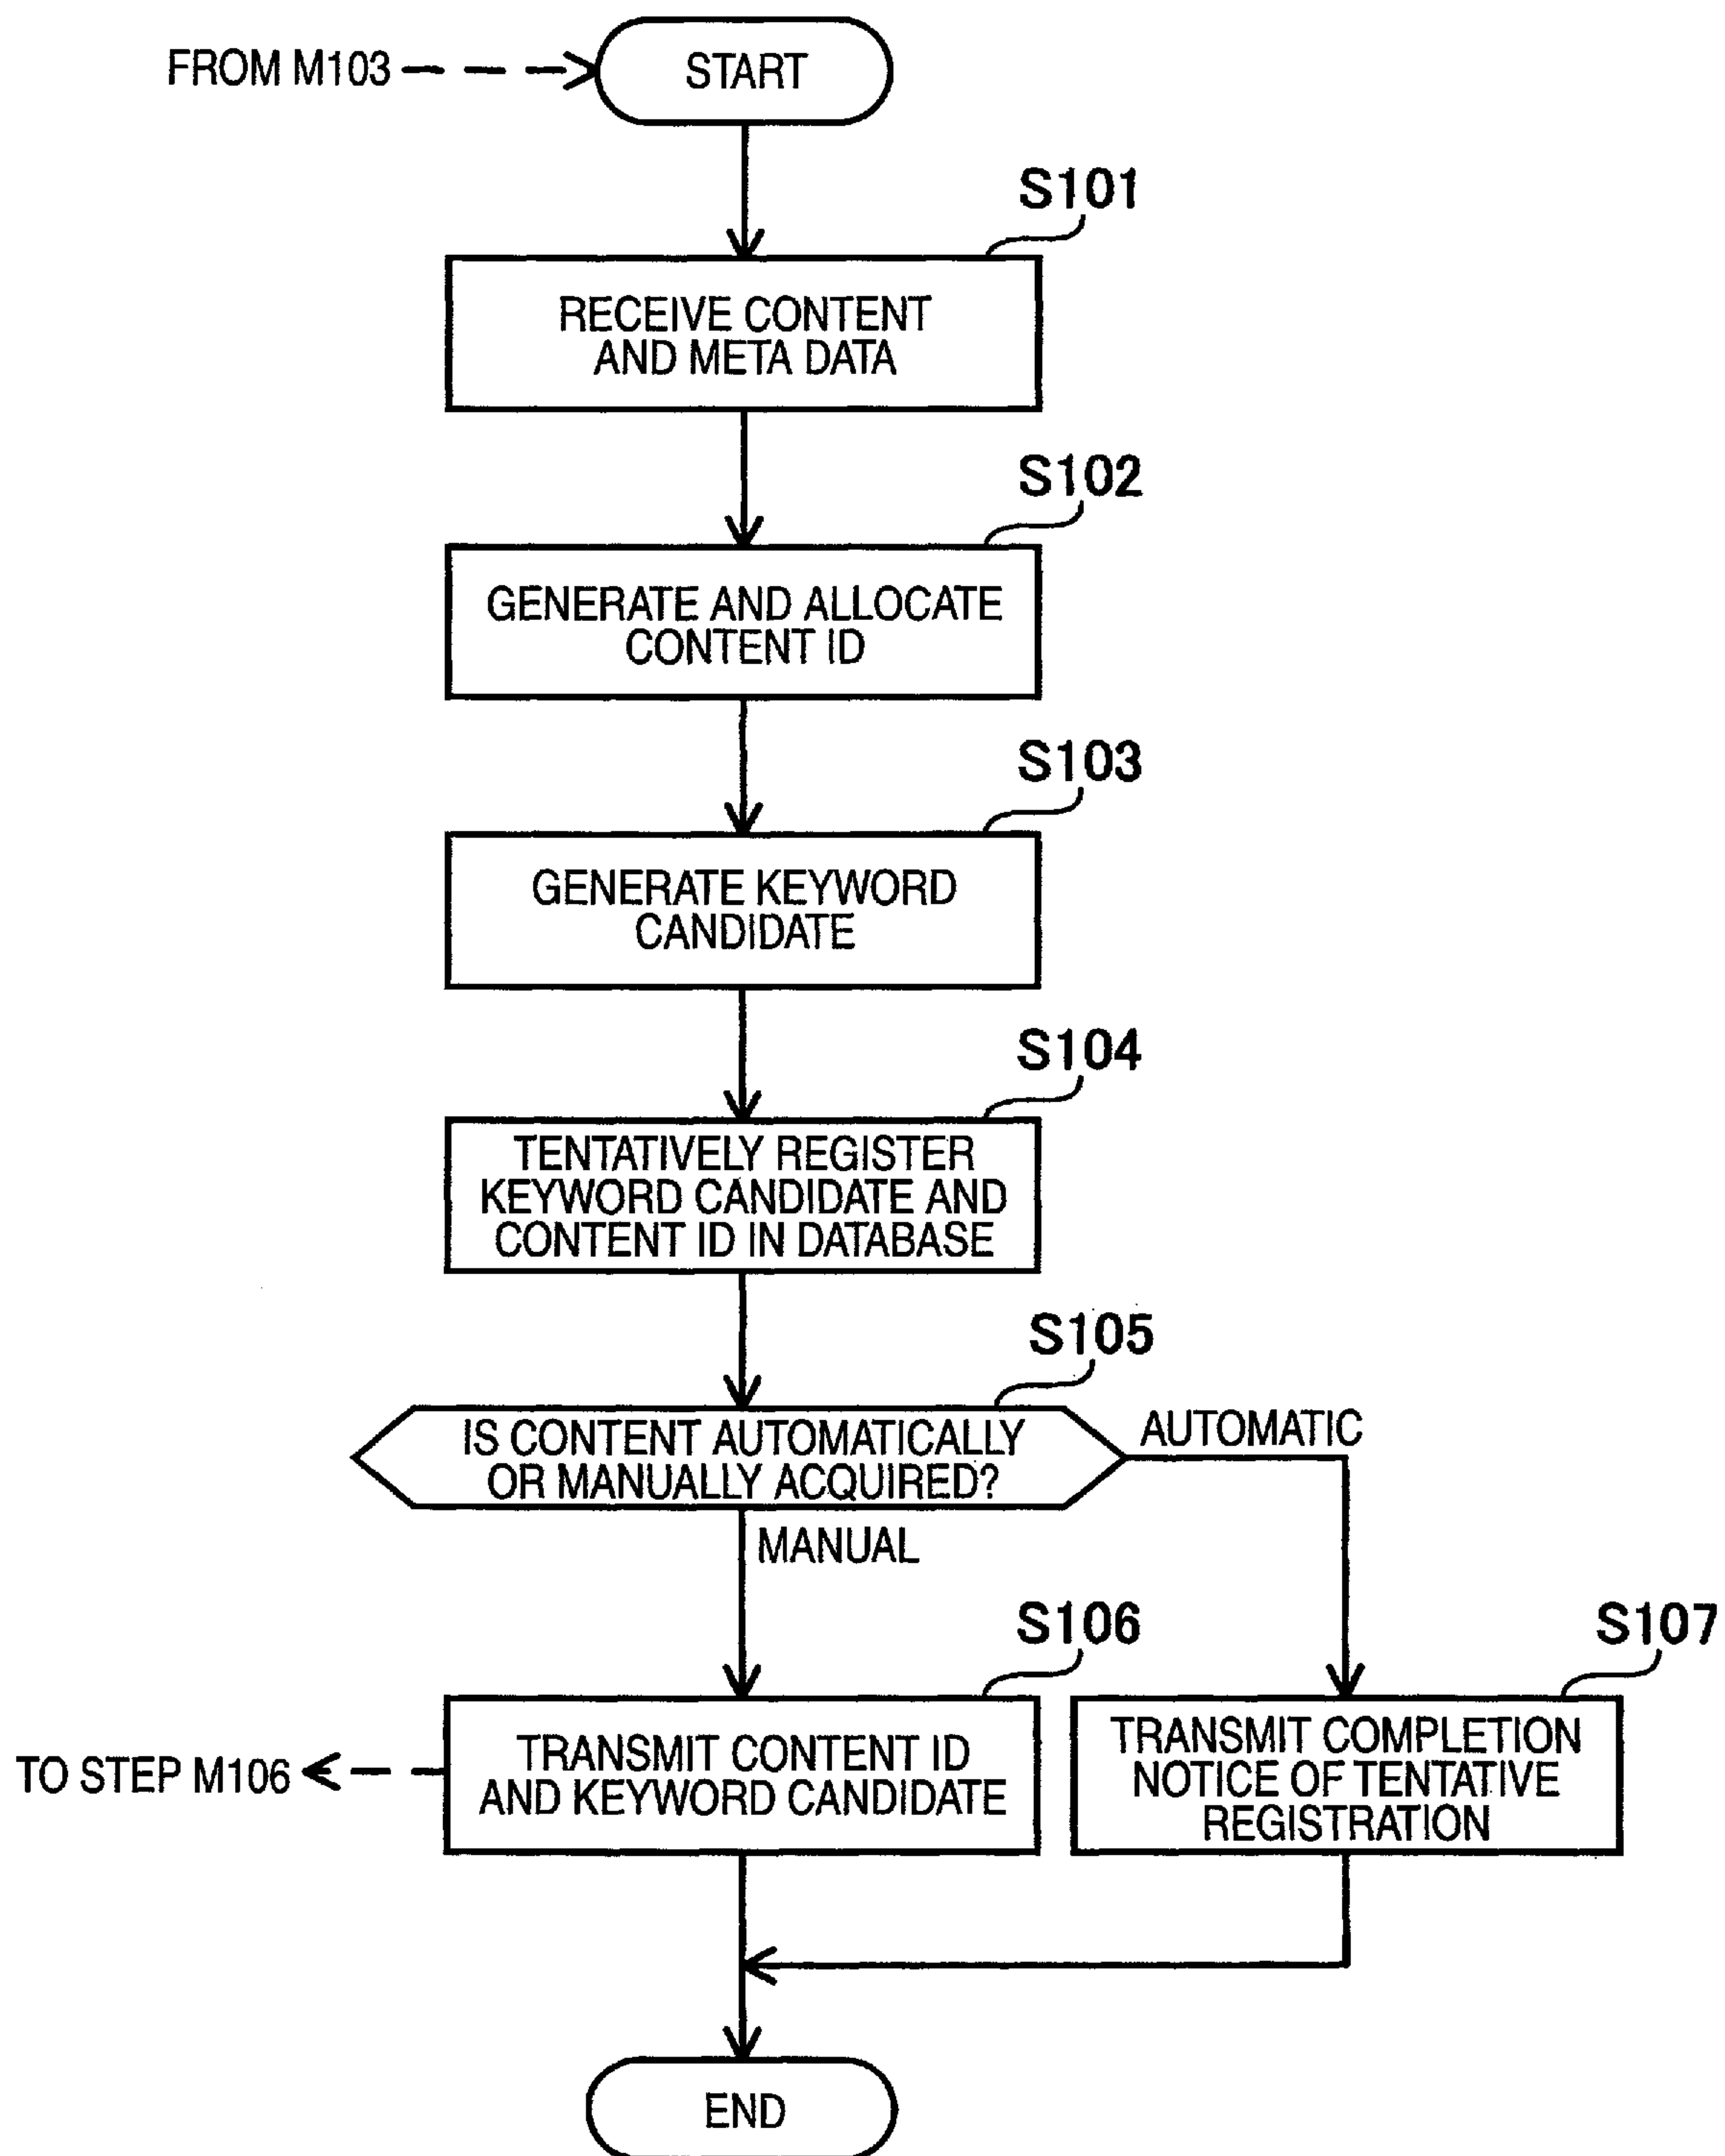 FROM M103
START
S101
RECEIVE CONTENT
AND META DATA
S102
GENERATE AND ALLOCATE
CONTENT ID
S103
GENERATE KEYWORD
CANDIDATE
S104
TENTATIVELY REGISTER
KEYWORD CANDIDATE AND
CONTENT ID IN DATABASE
S105
IS CONTENT AUTOMATICALLY
OR MANUALLY ACQUIRED?
AUTOMATIC
MANUAL
S106
TRANSMIT CONTENT ID
AND KEYWORD CANDIDATE
TO STEP M106
S107
TRANSMIT COMPLETION
NOTICE OF TENTATIVE
REGISTRATION
END